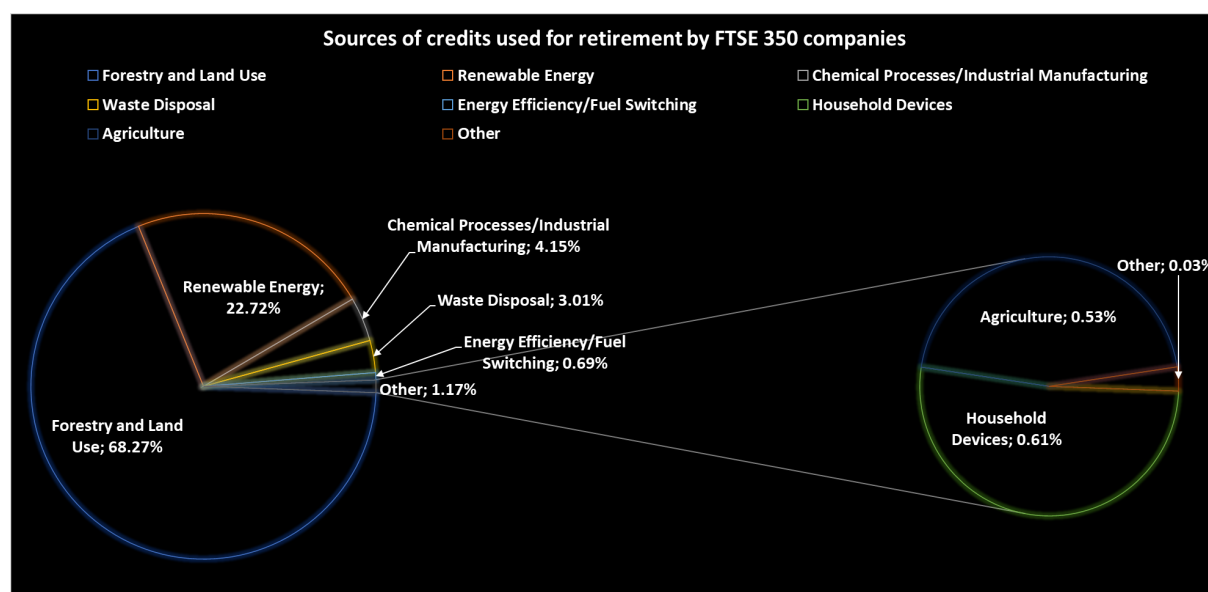 Sources of credits used for retirement by FTSE 350 companies
Forestry and Land Use
Renewable Energy
Chemical Processes/Industrial Manufacturing
Waste Disposal
Energy Efficiency/Fuel Switching
Household Devices
Agriculture
Other
Chemical Processes/Industrial
Manufacturing; 4.15%
Renewable Energy;
22.72%
Waste Disposal; 3.01%
Energy Efficiency/Fuel
Switching; 0.69%
Other; 1.17%
Forestry and Land
Use; 68.27%
Other; 0.03%
Agriculture; 0.53%
Household
Devices; 0.61%